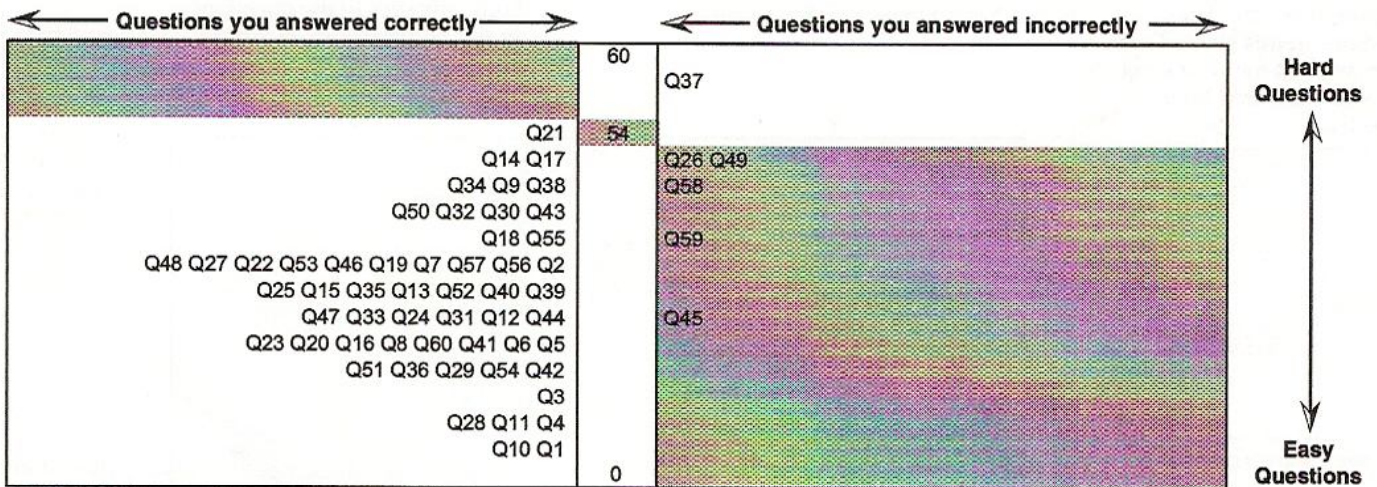 Questions you answered correctly
Questions you answered incorrectly
60
Q37
Hard
Questions
Q21
54
Q14 Q17
Q26 Q49
Q34 Q9 Q38
Q58
Q50 Q32 Q30 Q43
Q18 Q55
Q59
Q48 Q27 Q22 Q53 Q46 Q19 Q7 Q57 Q56 Q2
Q25 Q15 Q35 Q13 Q52 Q40 Q39
Q47 Q33 Q24 Q31 Q12 Q44
Q45
Q23 Q20 Q16 Q8 Q60 Q41 Q6 Q5
Q51 Q36 Q29 Q54 Q42
Q3
Q28 Q11 Q4
Q10 Q1
0
Easy
Questions